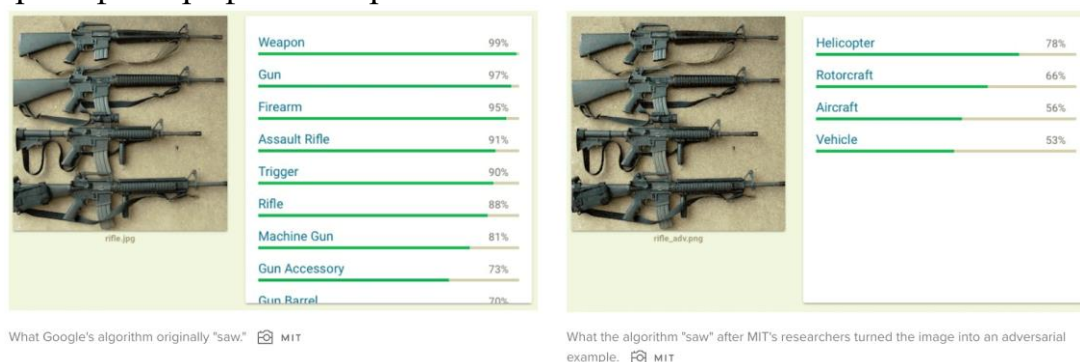 Weapon 99%
Gun 97%
Firearm 95%
Assault Rifle 91%
Trigger 90%
Rifle 88%
Machine Gun 81%
Gun Accessory 73%
Gun Barrel 70%
rifle.jpg
What Google's algorithm originally "saw." MIT
Helicopter 78%
Rotorcraft 66%
Aircraft 56%
Vehicle 53%
rifle_adv.png
What the algorithm "saw" after MIT's researchers turned the image into an adversarial
example. MIT